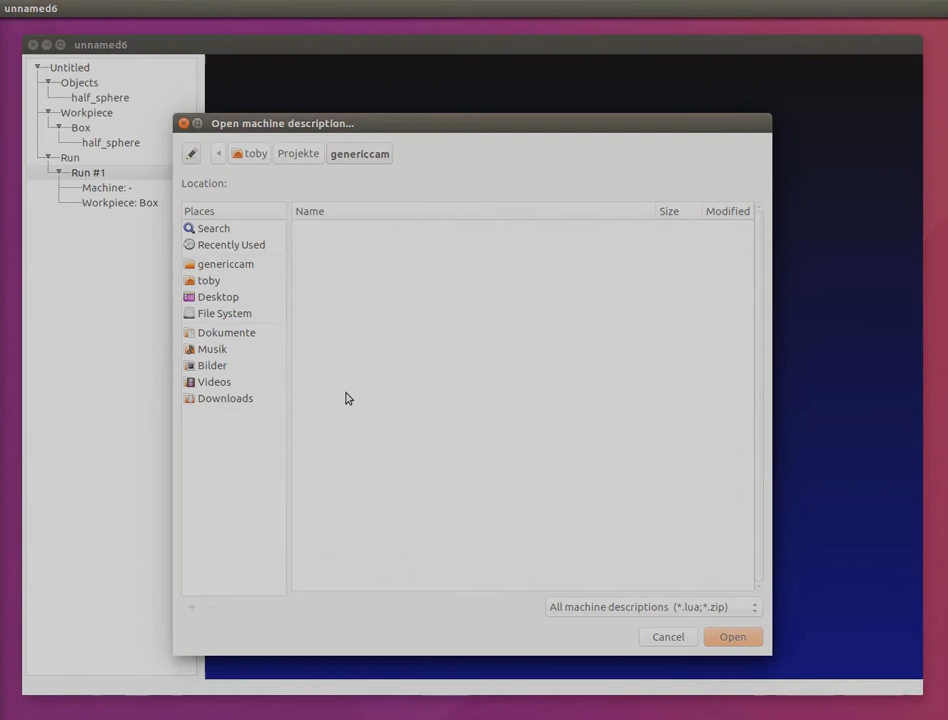 unnamed6
unnamed6
Untitled
Objects
half_sphere
Workpiece
Box
half_sphere
Run
Run #1
Machine: -
Workpiece: Box
Open machine description...
toby
Projekte
genericcam
Location:
Places
Name
Size
Modified
Search
Recently Used
genericcam
toby
Desktop
File System
Dokumente
Musik
Bilder
Videos
Downloads
All machine descriptions (*.lua;*.zip)
Cancel
Open